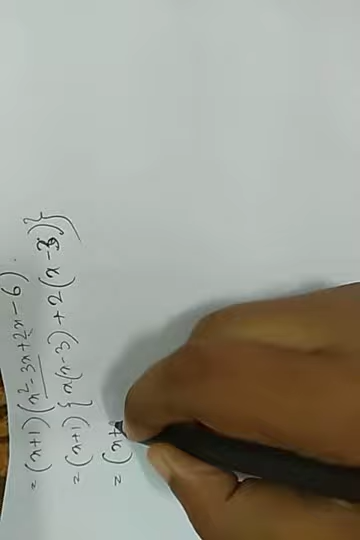 = (x+1) (x² - 3x + 2x - 6)
= (x+1) { x(x-3) + 2(x-3)}
= (x+